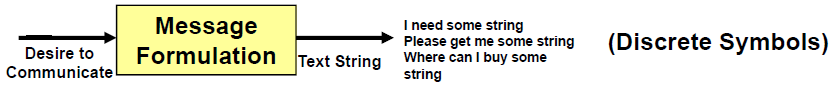 Desire to
Communicate
Message
Formulation
Text String
I need some string
Please get me some string
Where can I buy some
string
(Discrete Symbols)